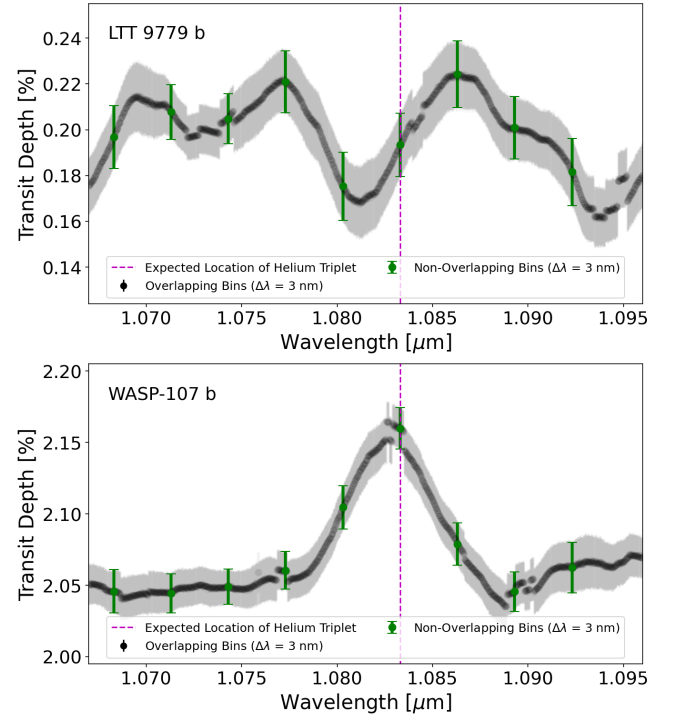 LTT 9779 b
Transit Depth [%]
0.24
0.22
0.20
0.18
0.16
0.14
Expected Location of Helium Triplet
Overlapping Bins (Δλ = 3 nm)
Non-Overlapping Bins (Δλ = 3 nm)
1.070 1.075 1.080 1.085 1.090 1.095
Wavelength [μm]
WASP-107 b
Transit Depth [%]
2.20
2.15
2.10
2.05
2.00
Expected Location of Helium Triplet
Overlapping Bins (Δλ = 3 nm)
Non-Overlapping Bins (Δλ = 3 nm)
1.070 1.075 1.080 1.085 1.090 1.095
Wavelength [μm]